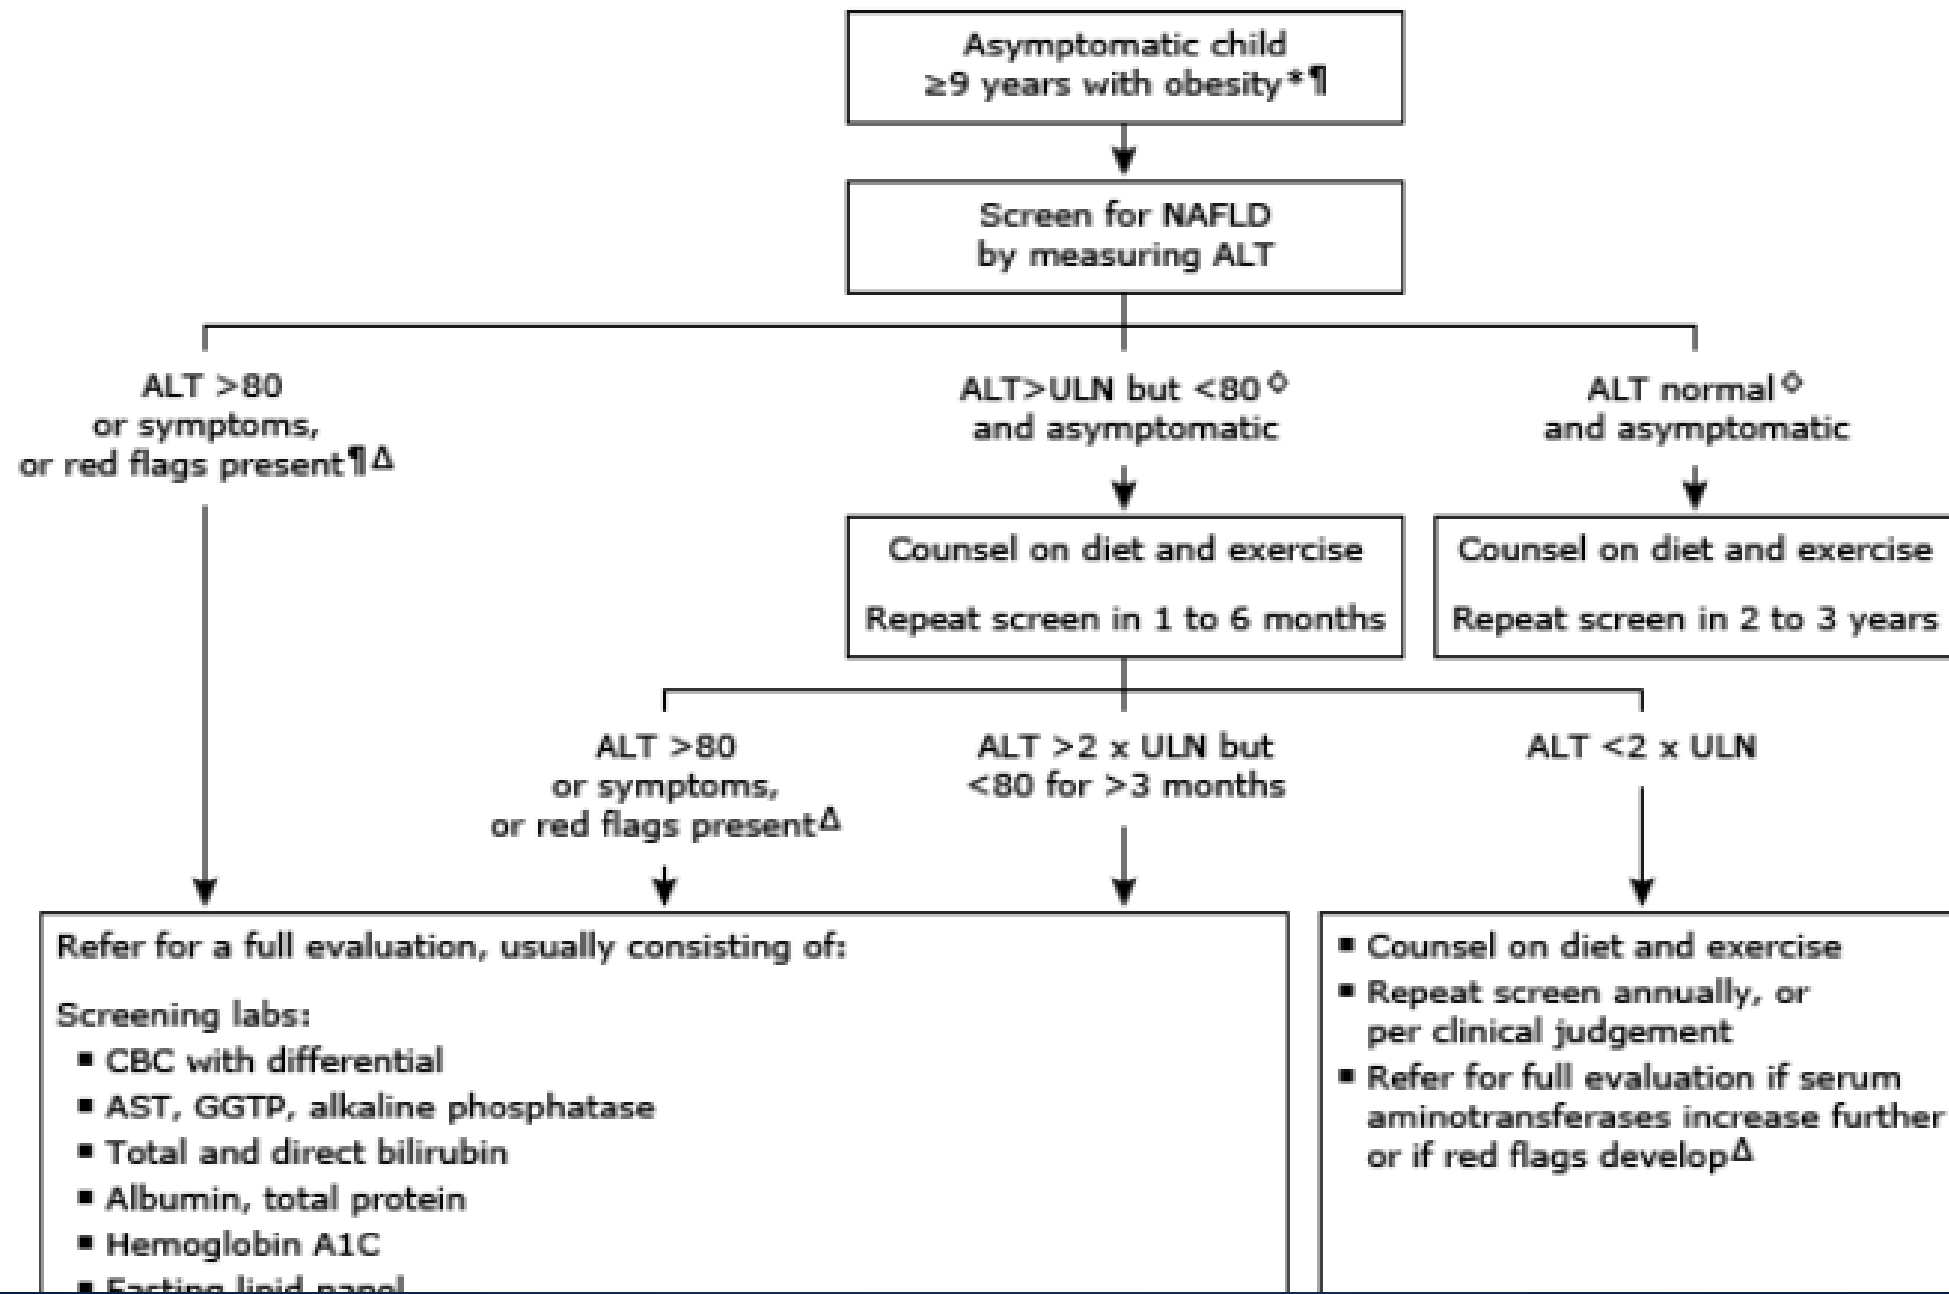 Asymptomatic child
≥9 years with obesity*¶
Screen for NAFLD
by measuring ALT
ALT >80
or symptoms,
or red flags present¶Δ
ALT>ULN but <80◊
and asymptomatic
ALT normal◊
and asymptomatic
Counsel on diet and exercise
Repeat screen in 1 to 6 months
Counsel on diet and exercise
Repeat screen in 2 to 3 years
ALT >80
or symptoms,
or red flags presentΔ
ALT >2 x ULN but
<80 for >3 months
ALT <2 x ULN
Refer for a full evaluation, usually consisting of:
Screening labs:
▪ CBC with differential
▪ AST, GGTP, alkaline phosphatase
▪ Total and direct bilirubin
▪ Albumin, total protein
▪ Hemoglobin A1C
▪ Fasting lipid panel
▪ Counsel on diet and exercise
▪ Repeat screen annually, or
per clinical judgement
▪ Refer for full evaluation if serum
aminotransferases increase further
or if red flags developΔ